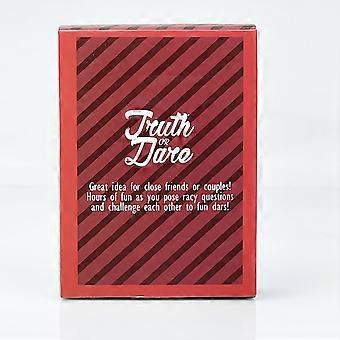 Truth
OR
Dare
Great idea for close friends or couples!
Hours of fun as you pose racy questions
and challenge each other to fun dars!